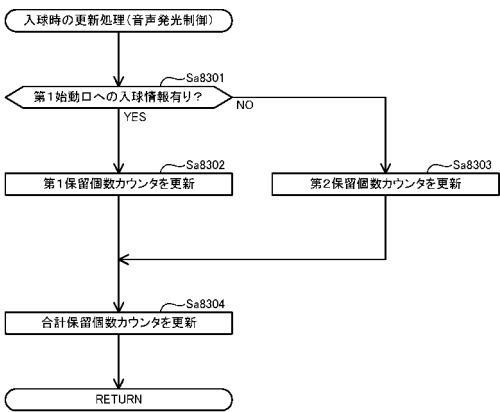 入球時の更新処理(音声発光制御)
Sa8301
第1始動口への入球情報有り?
NO
YES
Sa8302
第1保留個数カウンタを更新
Sa8303
第2保留個数カウンタを更新
Sa8304
合計保留個数カウンタを更新
RETURN